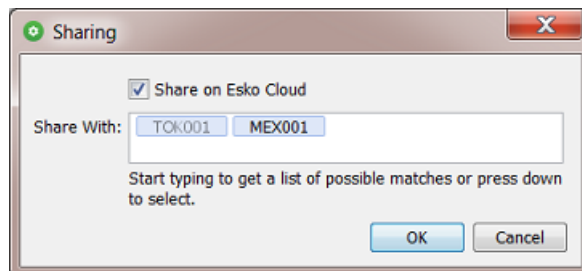 Sharing
Share on Esko Cloud
Share With: TOK001 MEX001
Start typing to get a list of possible matches or press down
to select.
OK Cancel